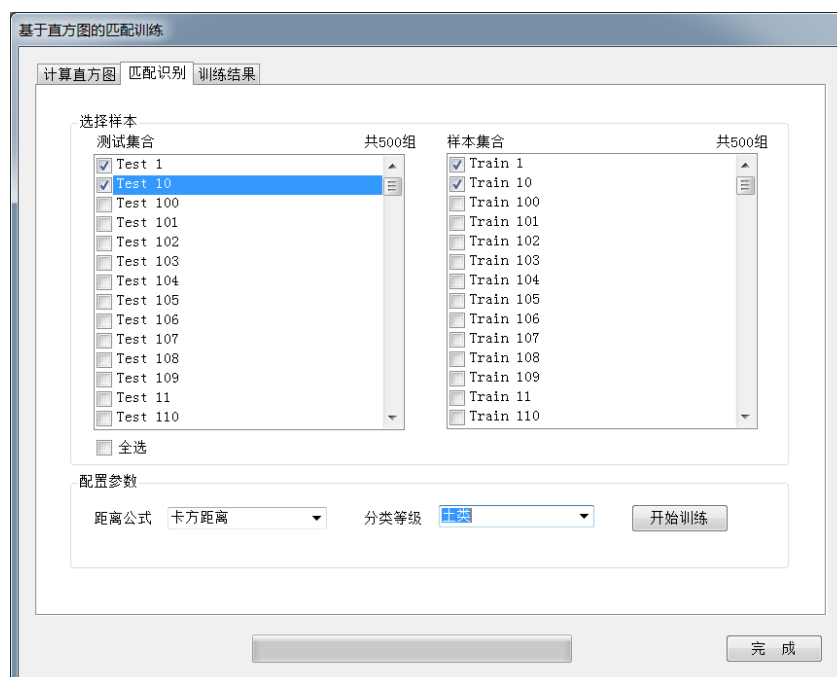 基于直方图的匹配训练
计算直方图 匹配识别 训练结果
选择样本
测试集合 共500组 样本集合 共500组
Test 1
Test 10
Test 100
Test 101
Test 102
Test 103
Test 104
Test 105
Test 106
Test 107
Test 108
Test 109
Test 11
Test 110
Train 1
Train 10
Train 100
Train 101
Train 102
Train 103
Train 104
Train 105
Train 106
Train 107
Train 108
Train 109
Train 11
Train 110
全选
配置参数
距离公式 卡方距离 分类等级 土类 开始训练
完 成